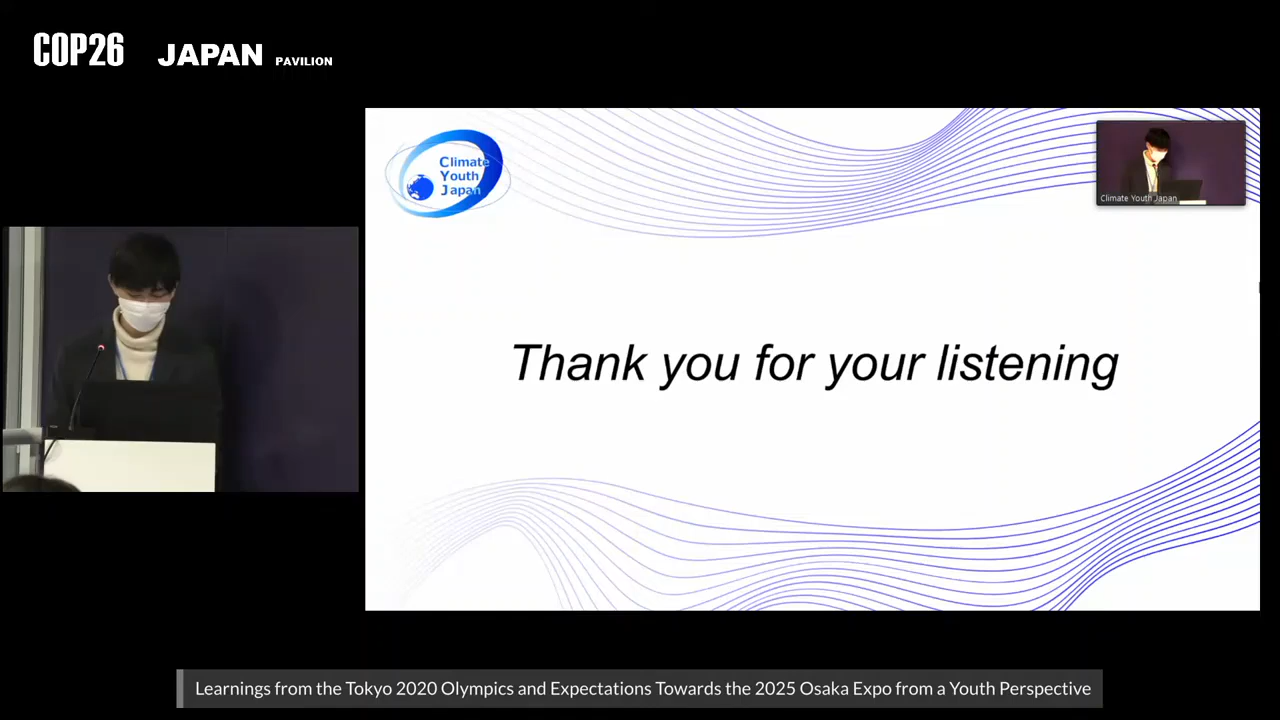 COP26 JAPAN PAVILION
Climate
Youth
Japan
Climate Youth Japan
Thank you for your listening
Learnings from the Tokyo 2020 Olympics and Expectations Towards the 2025 Osaka Expo from a Youth Perspective